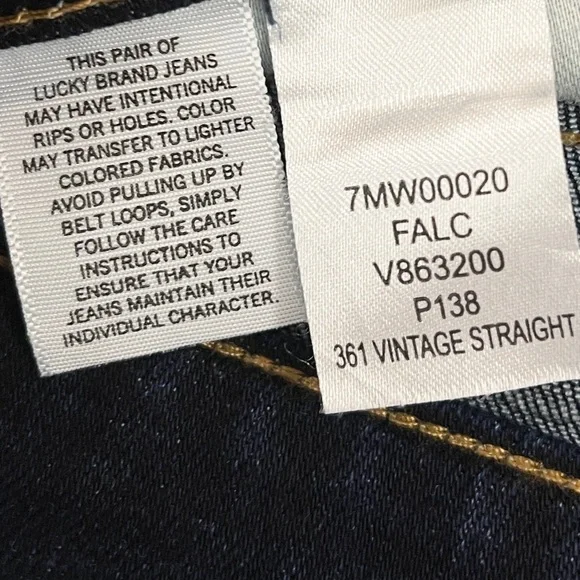 THIS PAIR OF
LUCKY BRAND JEANS
MAY HAVE INTENTIONAL
RIPS OR HOLES. COLOR
MAY TRANSFER TO LIGHTER
COLORED FABRICS.
AVOID PULLING UP BY
BELT LOOPS, SIMPLY
FOLLOW THE CARE
INSTRUCTIONS TO
ENSURE THAT YOUR
JEANS MAINTAIN THEIR
INDIVIDUAL CHARACTER.
7MW00020
FALC
V863200
P138
361 VINTAGE STRAIGHT